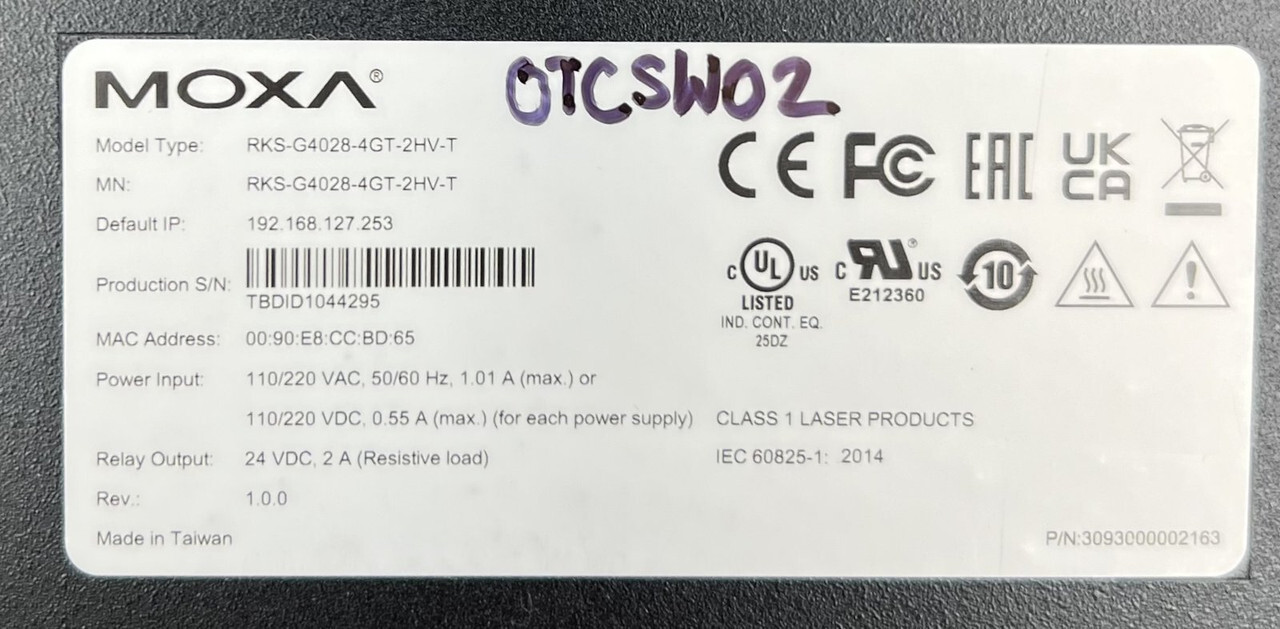 MOXA®
OTCSW02
Model Type: RKS-G4028-4GT-2HV-T
MN: RKS-G4028-4GT-2HV-T
Default IP: 192.168.127.253
Production S/N:
TBDID1044295
MAC Address: 00:90:E8:CC:BD:65
Power Input: 110/220 VAC, 50/60 Hz, 1.01 A (max.) or
110/220 VDC, 0.55 A (max.) (for each power supply)
Relay Output: 24 VDC, 2 A (Resistive load)
Rev.: 1.0.0
Made in Taiwan
CE FC EAC UK CA
C UL US
LISTED
IND. CONT. EQ.
25DZ
C RU® US
E212360
10
CLASS 1 LASER PRODUCTS
IEC 60825-1: 2014
P/N:3093000002163